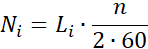 N_i = L_i · n / (2 · 60)